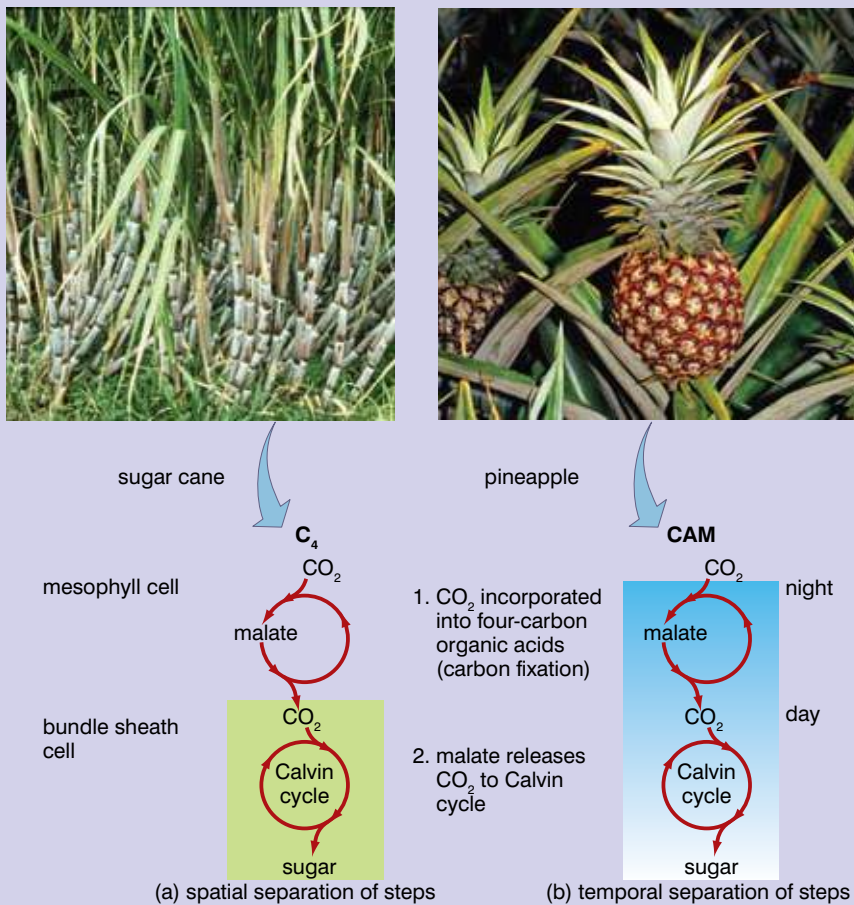 sugar cane
pineapple
C₄
CAM
mesophyll cell
CO₂
malate
1. CO₂ incorporated
into four-carbon
organic acids
(carbon fixation)
CO₂
night
malate
bundle sheath
cell
CO₂
Calvin
cycle
sugar
2. malate releases
CO₂ to Calvin
cycle
CO₂
day
Calvin
cycle
sugar
(a) spatial separation of steps
(b) temporal separation of steps